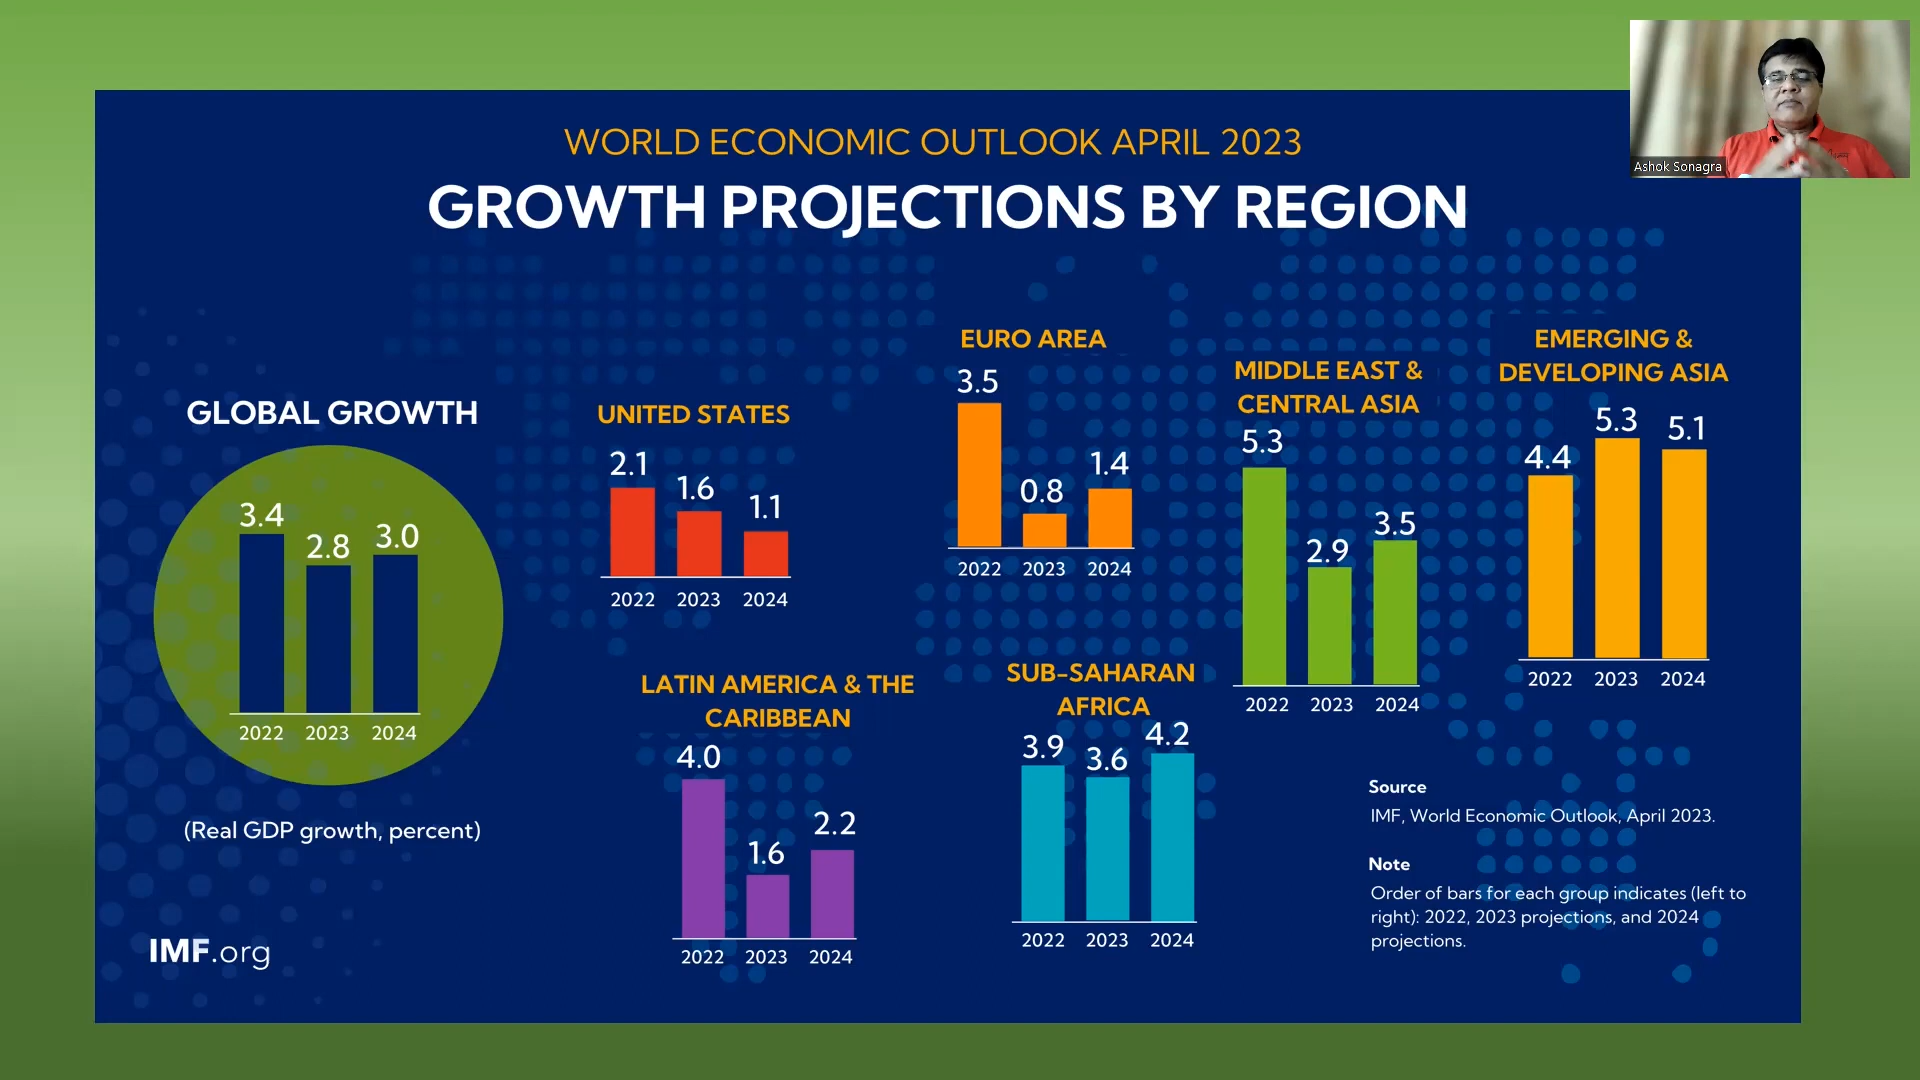 Ashok Sonagra
WORLD ECONOMIC OUTLOOK APRIL 2023
GROWTH PROJECTIONS BY REGION
GLOBAL GROWTH
3.4
2.8
3.0
2022 2023 2024
(Real GDP growth, percent)
UNITED STATES
2.1
1.6
1.1
2022 2023 2024
EURO AREA
3.5
0.8
1.4
2022 2023 2024
MIDDLE EAST &
CENTRAL ASIA
5.3
2.9
3.5
2022 2023 2024
EMERGING &
DEVELOPING ASIA
4.4
5.3
5.1
2022 2023 2024
LATIN AMERICA & THE
CARIBBEAN
4.0
1.6
2.2
2022 2023 2024
SUB-SAHARAN
AFRICA
3.9
3.6
4.2
2022 2023 2024
Source
IMF, World Economic Outlook, April 2023.
Note
Order of bars for each group indicates (left to
right): 2022, 2023 projections, and 2024
projections.
IMF.org